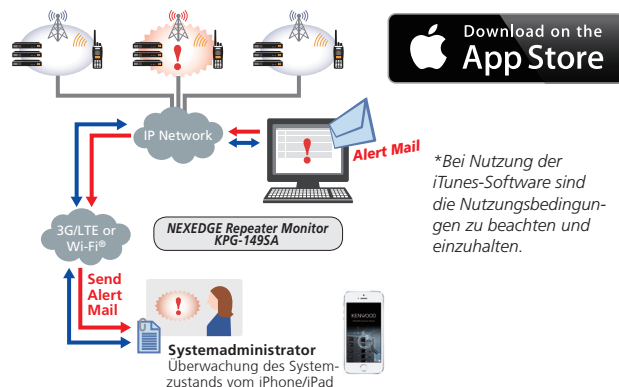 Download on the
App Store
IP Network
Alert Mail
*Bei Nutzung der
iTunes-Software sind
die Nutzungsbedingun-
gen zu beachten und
einzuhalten.
3G/LTE or
Wi-Fi®
NEXEDGE Repeater Monitor
KPG-149SA
Send
Alert
Mail
KENWOOD
Systemadministrator
Überwachung des System-
zustands vom iPhone/iPad